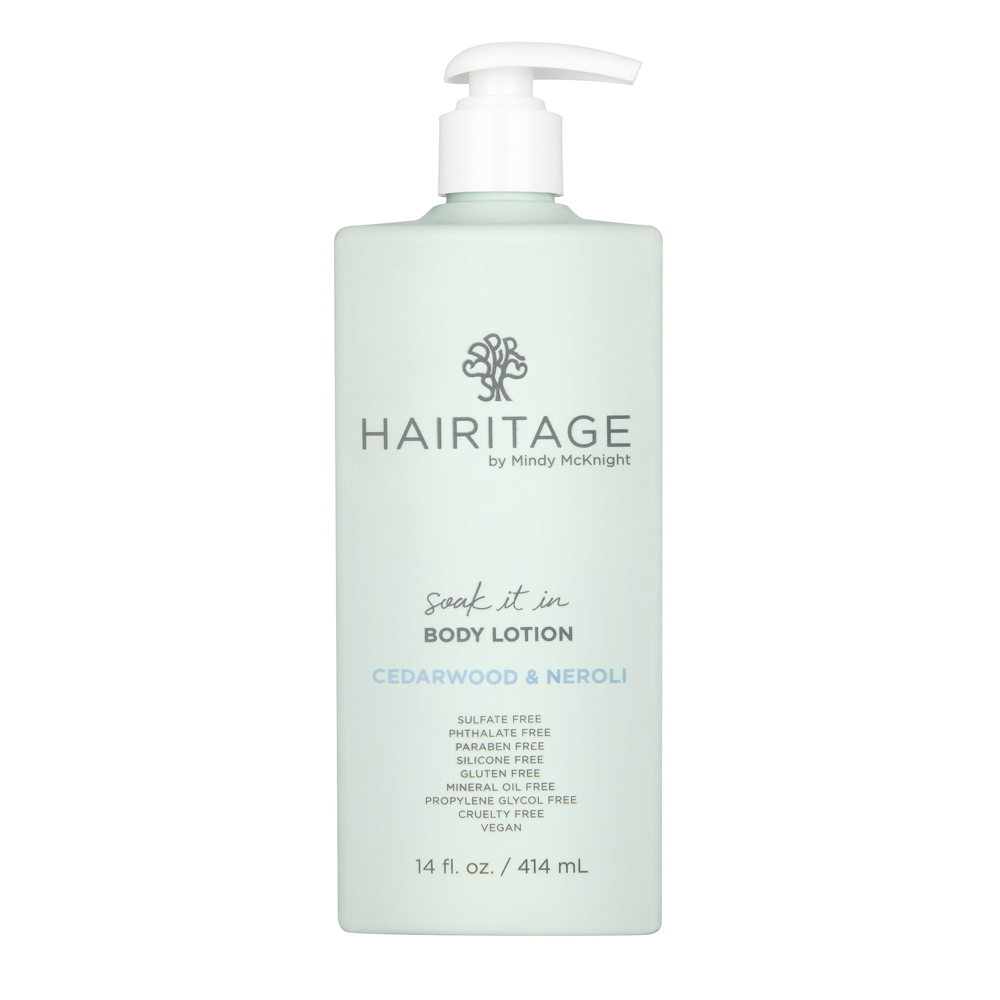 HAIRITAGE
by Mindy McKnight
soak it in
BODY LOTION
CEDARWOOD & NEROLI
SULFATE FREE
PHTHALATE FREE
PARABEN FREE
SILICONE FREE
GLUTEN FREE
MINERAL OIL FREE
PROPYLENE GLYCOL FREE
CRUELTY FREE
VEGAN
14 fl. oz. / 414 mL